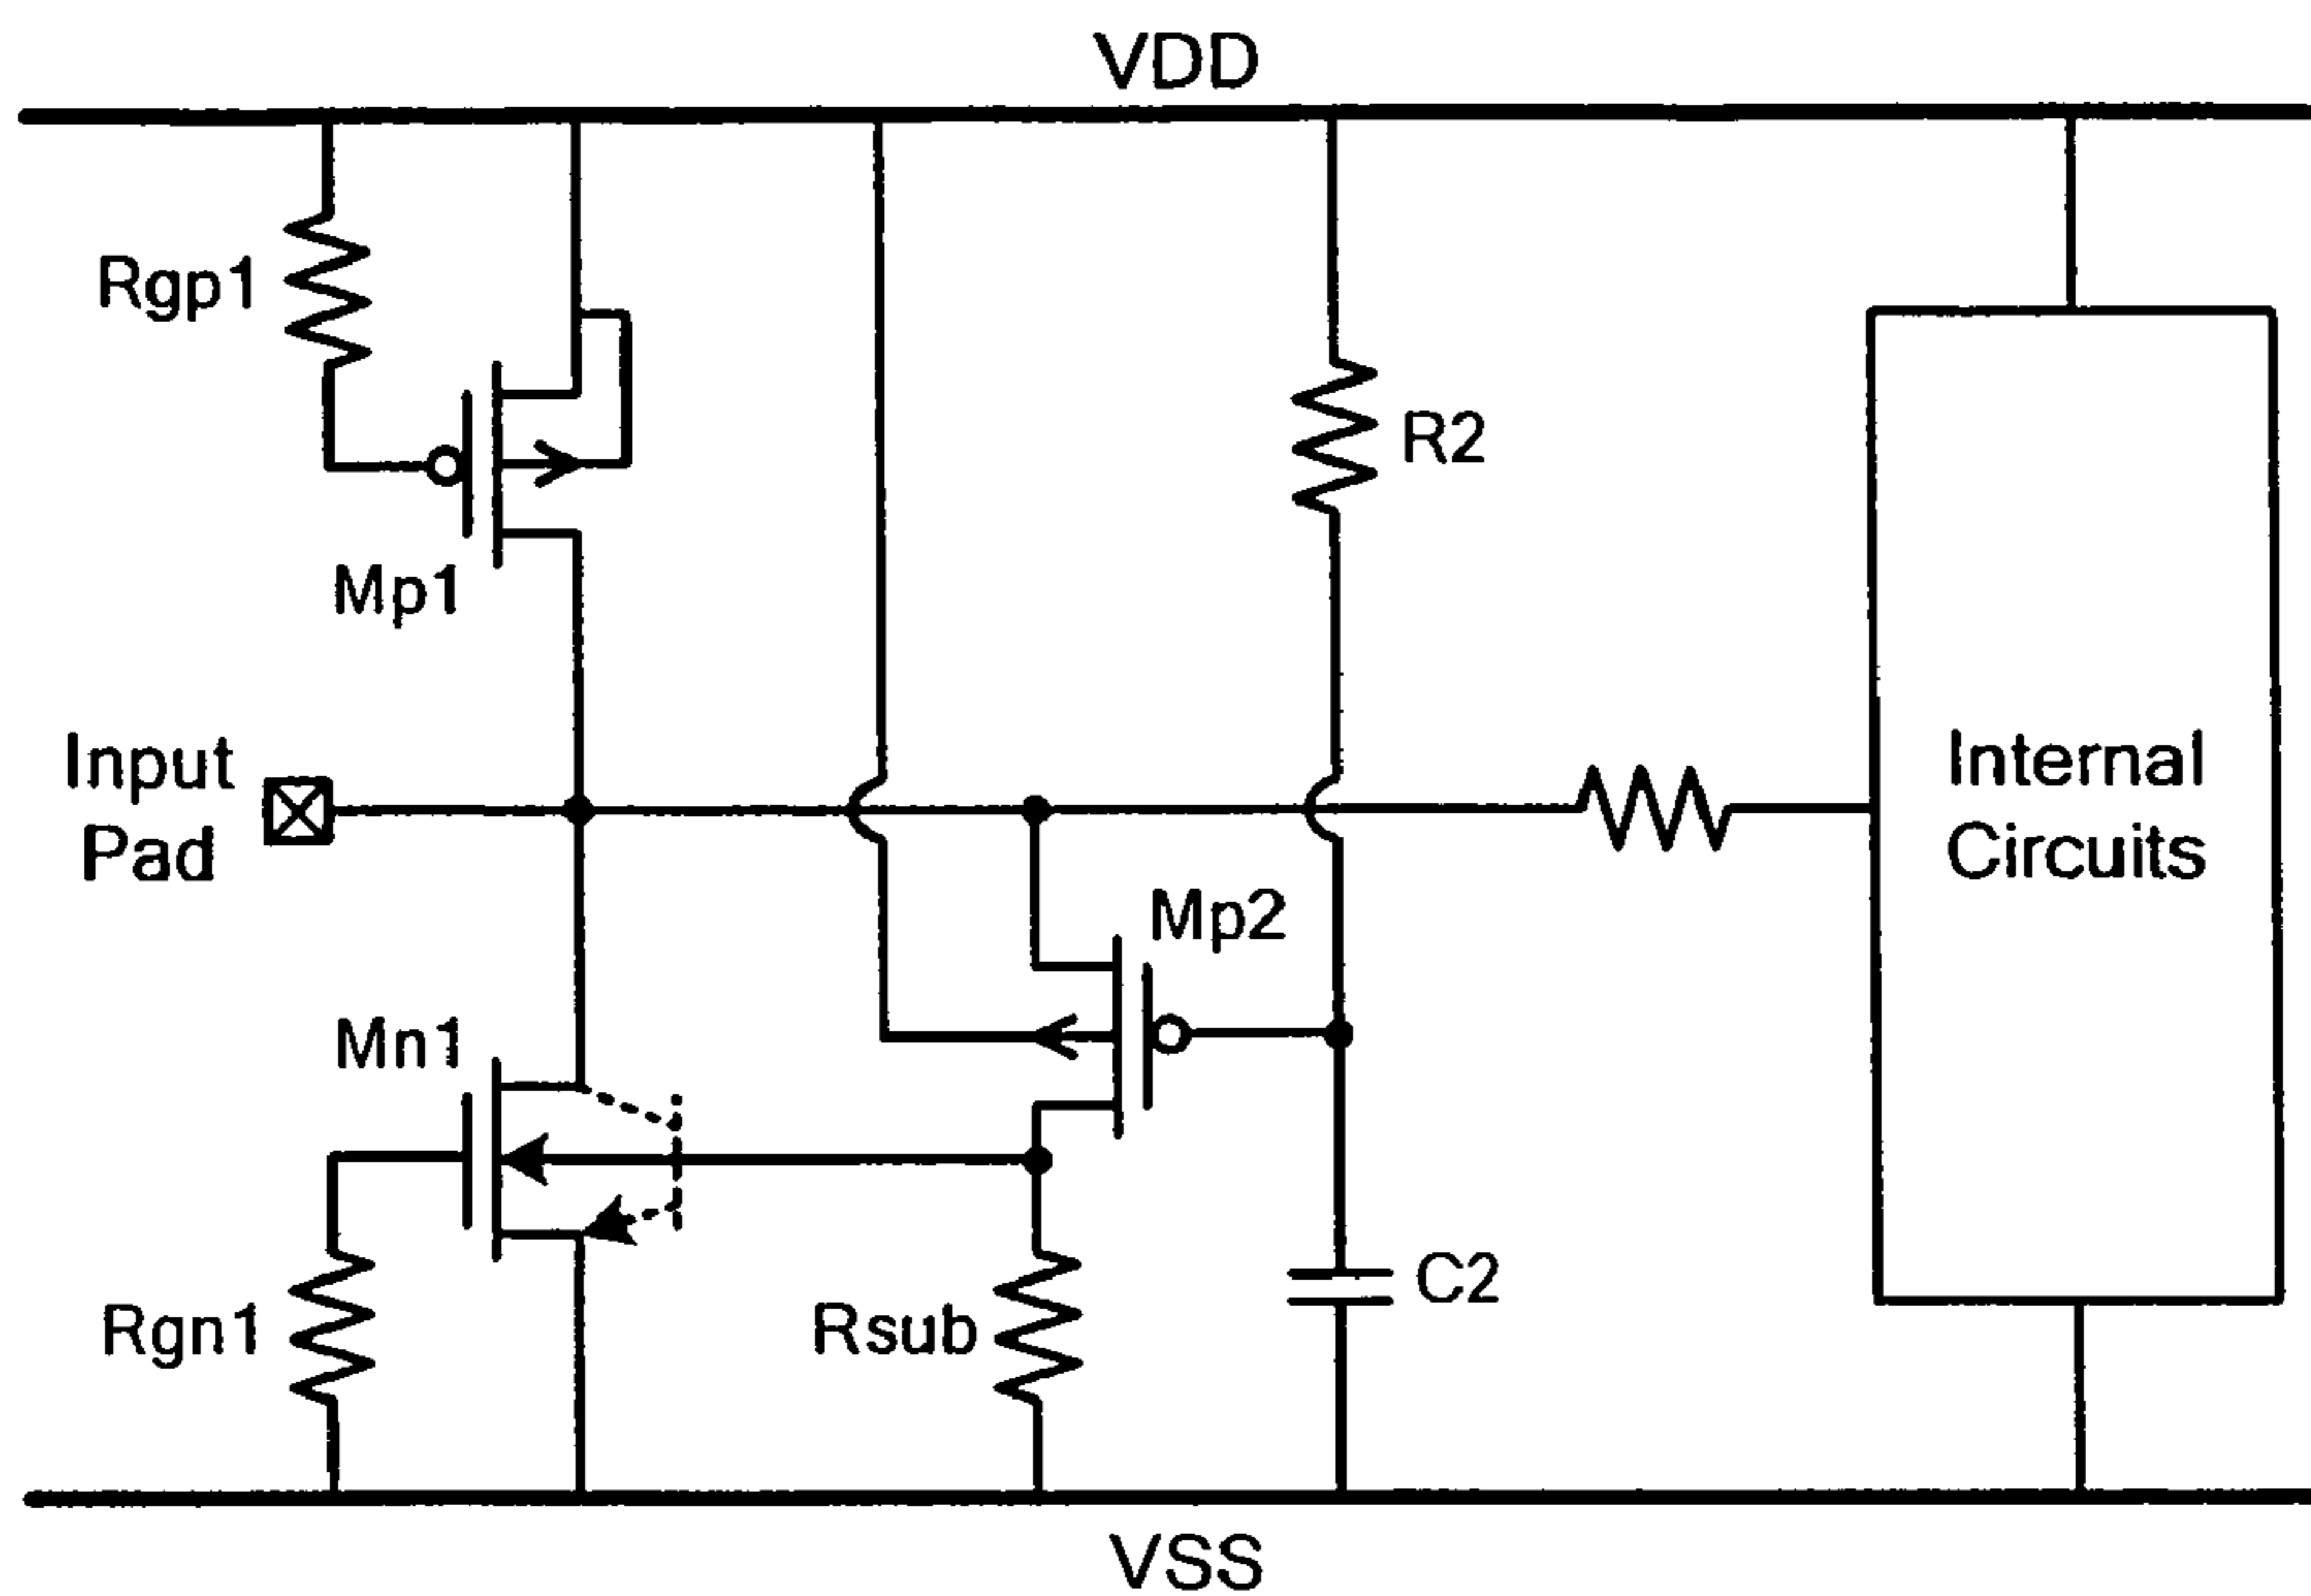 VDD
Rgp1
R2
Mp1
Input
Pad
Internal
Circuits
Mp2
Mn1
C2
Rgn1
Rsub
VSS